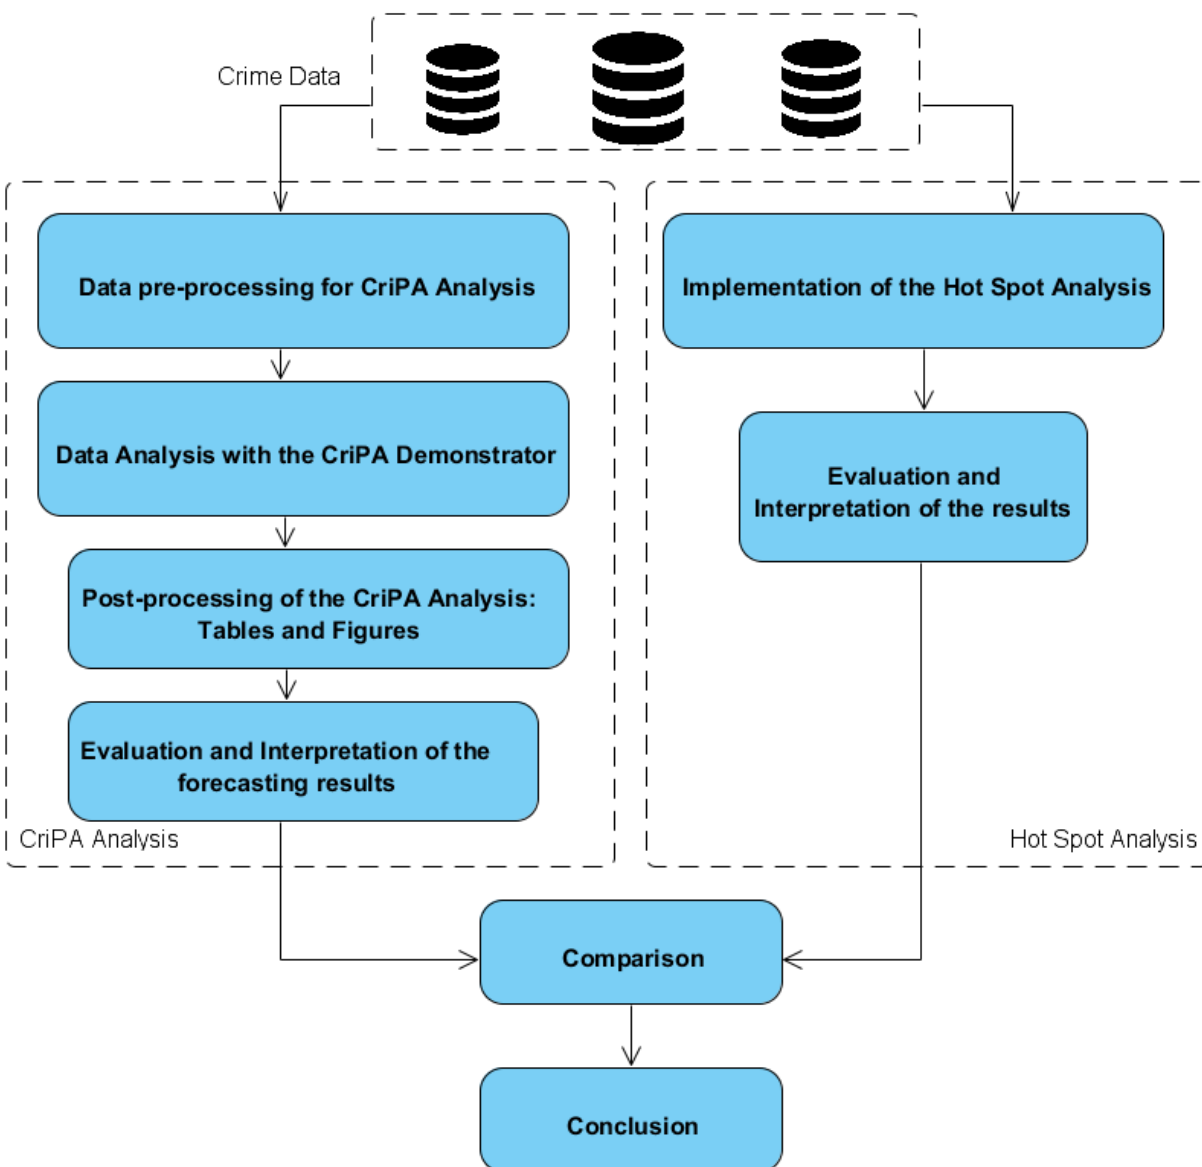 Crime Data
Data pre-processing for CriPA Analysis
Data Analysis with the CriPA Demonstrator
Post-processing of the CriPA Analysis:
Tables and Figures
Evaluation and Interpretation of the
forecasting results
CriPA Analysis
Implementation of the Hot Spot Analysis
Evaluation and
Interpretation of the results
Hot Spot Analysis
Comparison
Conclusion